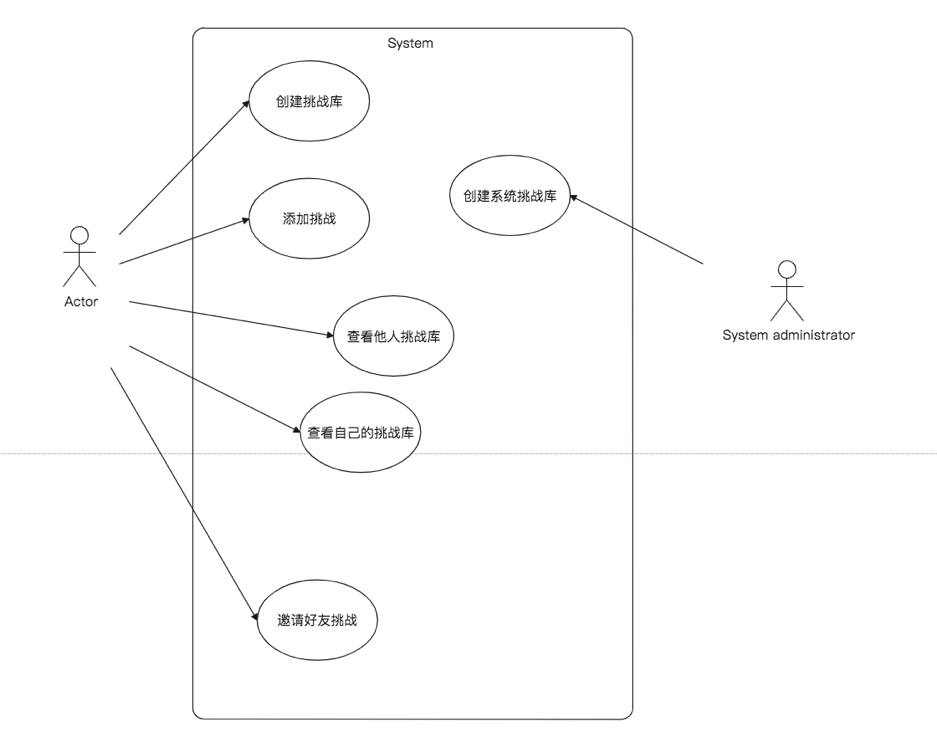 System
创建挑战库
创建系统挑战库
添加挑战
Actor
System administrator
查看他人挑战库
查看自己的挑战库
邀请好友挑战